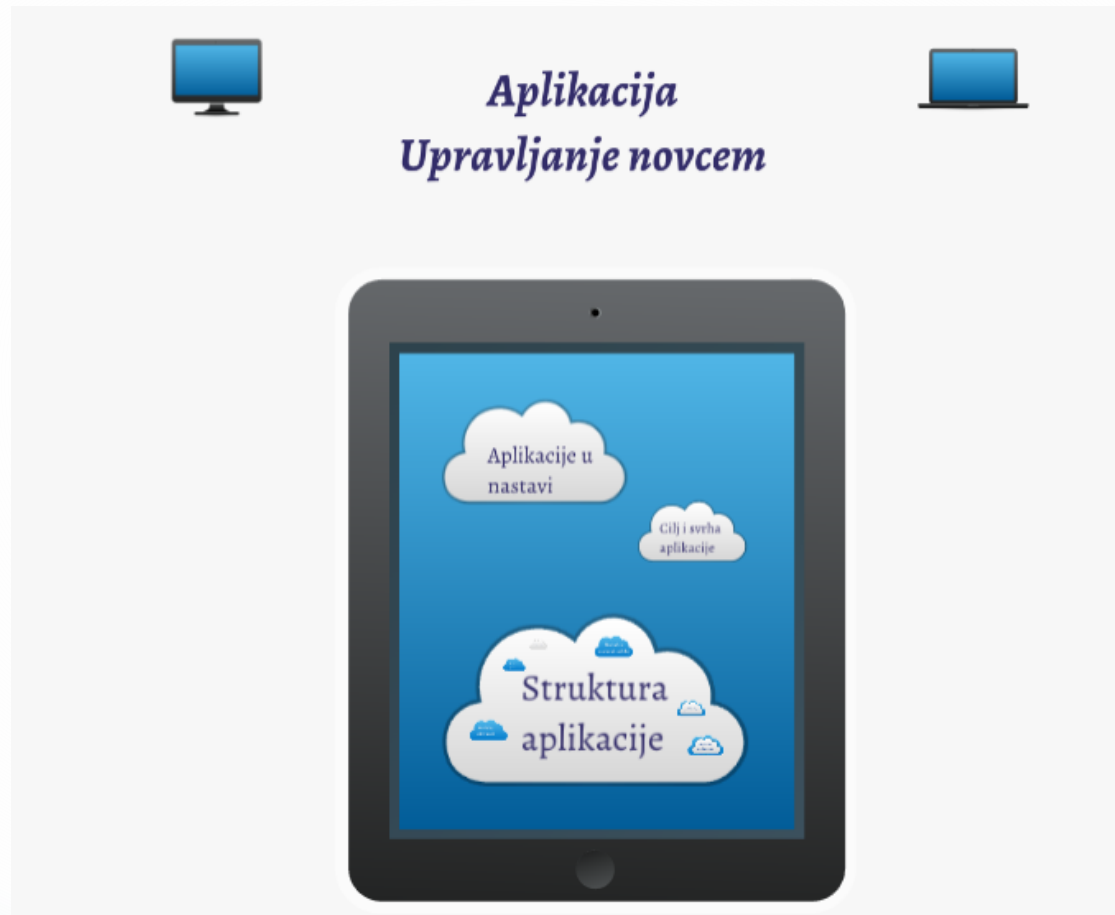 Aplikacija
Upravljanje novcem
Aplikacije u
nastavi
Cilj i svrha
aplikacije
Struktura
aplikacije